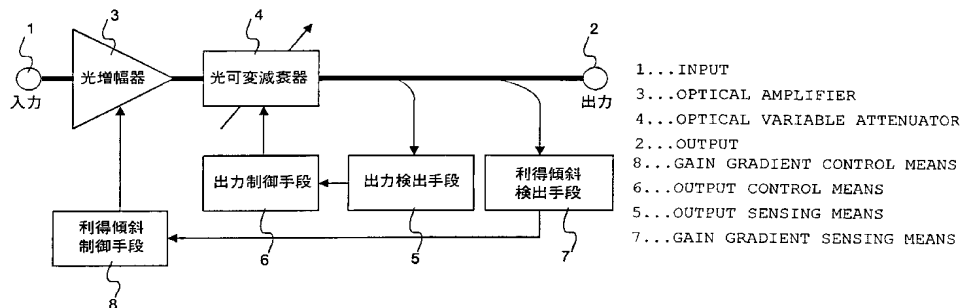 1
3
4
2
光増幅器
光可変減衰器
入力
出力
出力制御手段
出力検出手段
利得傾斜
検出手段
利得傾斜
制御手段
6
5
7
8
1...INPUT
3...OPTICAL AMPLIFIER
4...OPTICAL VARIABLE ATTENUATOR
2...OUTPUT
8...GAIN GRADIENT CONTROL MEANS
6...OUTPUT CONTROL MEANS
5...OUTPUT SENSING MEANS
7...GAIN GRADIENT SENSING MEANS